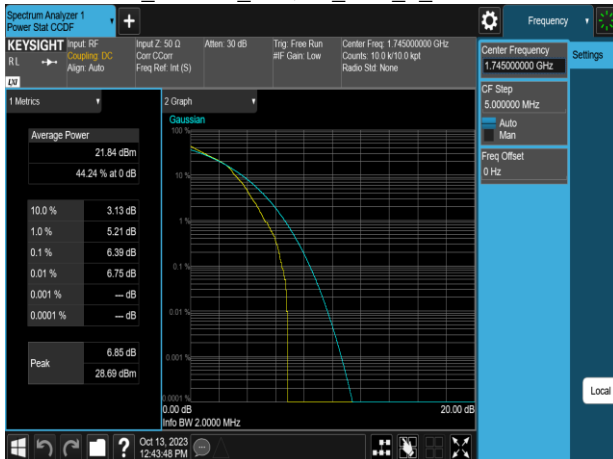 Spectrum Analyzer 1
Power Stat CCDF
Frequency
KEYSIGHT
RL
LXI
Input: RF
Coupling: DC
Align: Auto
Input Z: 50 Ω
Corr CCorr
Freq Ref: Int (S)
Atten: 30 dB
Trig: Free Run
#IF Gain: Low
Center Freq: 1.745000000 GHz
Counts: 10.0 k/10.0 kpt
Radio Std: None
Center Frequency
1.745000000 GHz
Settings
CF Step
5.000000 MHz
Auto
Man
Freq Offset
0 Hz
Local
1 Metrics
Average Power
21.84 dBm
44.24 % at 0 dB
10.0 % 3.13 dB
1.0 % 5.21 dB
0.1 % 6.39 dB
0.01 % 6.75 dB
0.001 % --- dB
0.0001 % --- dB
Peak
6.85 dB
28.69 dBm
2 Graph
Gaussian
100 %
10 %
1 %
0.1 %
0.01 %
0.001 %
0.0001 %
0.00 dB 20.00 dB
Info BW 2.0000 MHz
?
Oct 13, 2023
12:43:48 PM